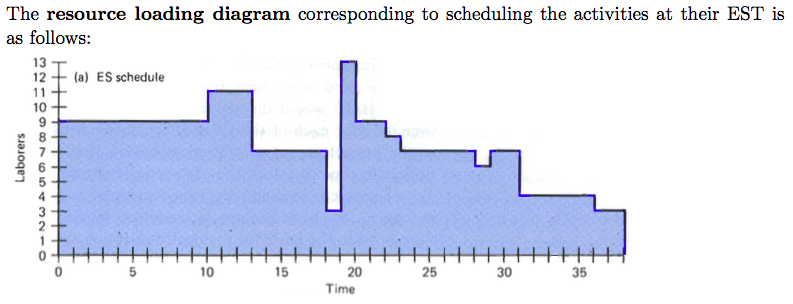 The resource loading diagram corresponding to scheduling the activities at their EST is
as follows:
13
12
(a) ES schedule
11
10
9
8
7
6
5
4
3
2
1
0
Laborers
0 5 10 15 20 25 30 35
Time